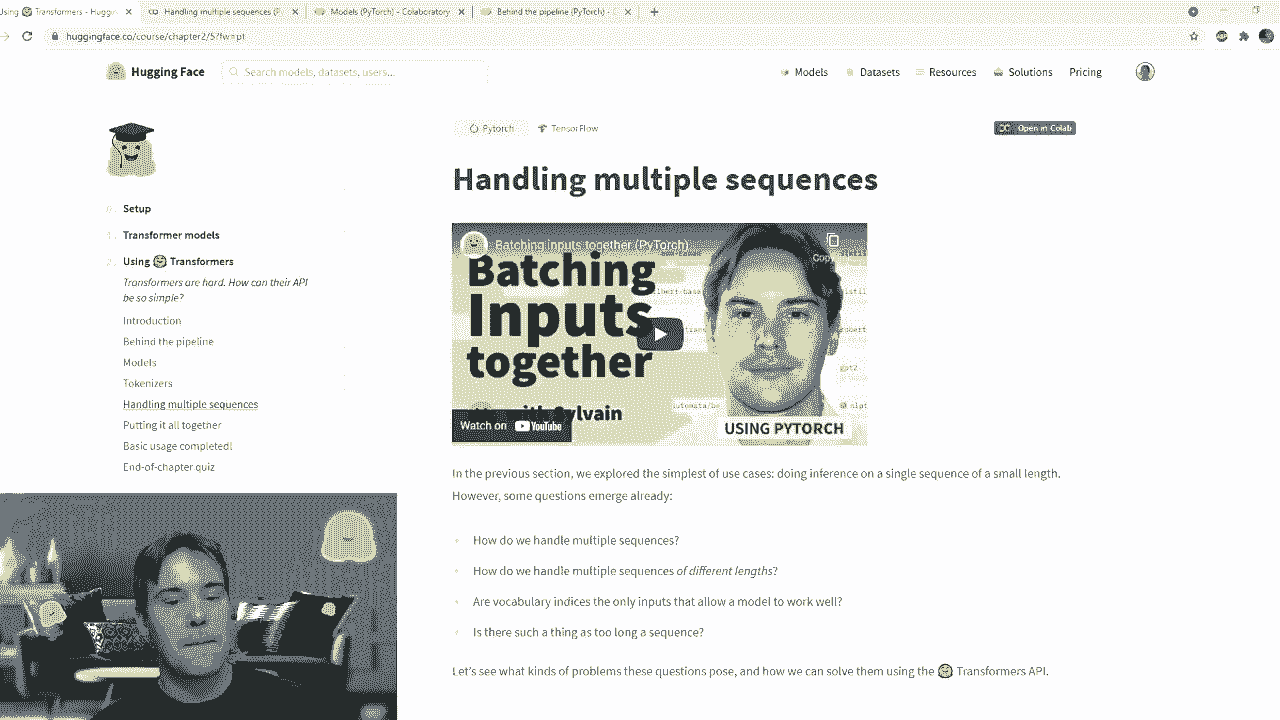 Using 🤗 Transformers - Huggin
Handling multiple sequences (P
Models (PyTorch) - Colaboratory
Behind the pipeline (PyTorch) -
huggingface.co/course/chapter2/5?fw=pt
Hugging Face
Search models, datasets, users...
Models
Datasets
Resources
Solutions
Pricing
Pytorch
TensorFlow
Open in Colab
Setup
Transformer models
Using 🤗 Transformers
Transformers are hard. How can their API
be so simple?
Introduction
Behind the pipeline
Models
Tokenizers
Handling multiple sequences
Putting it all together
Basic usage completed!
End-of-chapter quiz
Handling multiple sequences
Batching inputs together (PyTorch)
Batching
Inputs
together
with Sylvain
Watch on YouTube
USING PYTORCH
gpt2
In the previous section, we explored the simplest of use cases: doing inference on a single sequence of a small length.
However, some questions emerge already:
How do we handle multiple sequences?
How do we handle multiple sequences of different lengths?
Are vocabulary indices the only inputs that allow a model to work well?
Is there such a thing as too long a sequence?
Let's see what kinds of problems these questions pose, and how we can solve them using the 🤗 Transformers API.